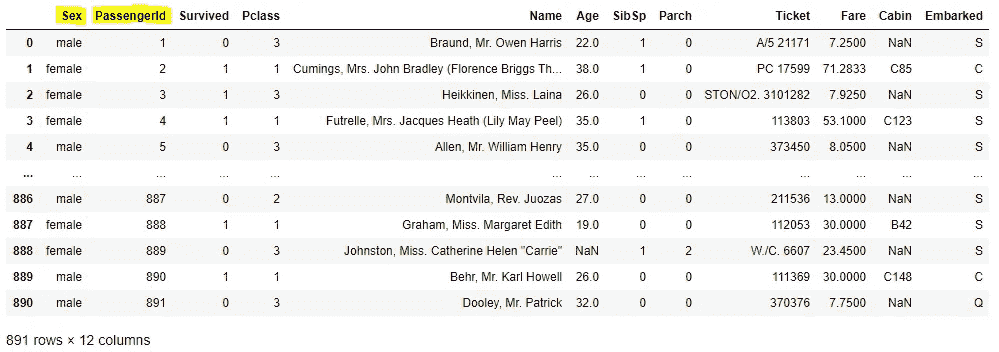 Sex PassengerId Survived Pclass Name Age SibSp Parch Ticket Fare Cabin Embarked
0 male 1 0 3 Braund, Mr. Owen Harris 22.0 1 0 A/5 21171 7.2500 NaN S
1 female 2 1 1 Cumings, Mrs. John Bradley (Florence Briggs Th... 38.0 1 0 PC 17599 71.2833 C85 C
2 female 3 1 3 Heikkinen, Miss. Laina 26.0 0 0 STON/O2. 3101282 7.9250 NaN S
3 female 4 1 1 Futrelle, Mrs. Jacques Heath (Lily May Peel) 35.0 1 0 113803 53.1000 C123 S
4 male 5 0 3 Allen, Mr. William Henry 35.0 0 0 373450 8.0500 NaN S
... ... ... ... ... ... ... ... ... ... ... ... ...
886 male 887 0 2 Montvila, Rev. Juozas 27.0 0 0 211536 13.0000 NaN S
887 female 888 1 1 Graham, Miss. Margaret Edith 19.0 0 0 112053 30.0000 B42 S
888 female 889 0 3 Johnston, Miss. Catherine Helen "Carrie" NaN 1 2 W./C. 6607 23.4500 NaN S
889 male 890 1 1 Behr, Mr. Karl Howell 26.0 0 0 111369 30.0000 C148 C
890 male 891 0 3 Dooley, Mr. Patrick 32.0 0 0 370376 7.7500 NaN Q
891 rows × 12 columns